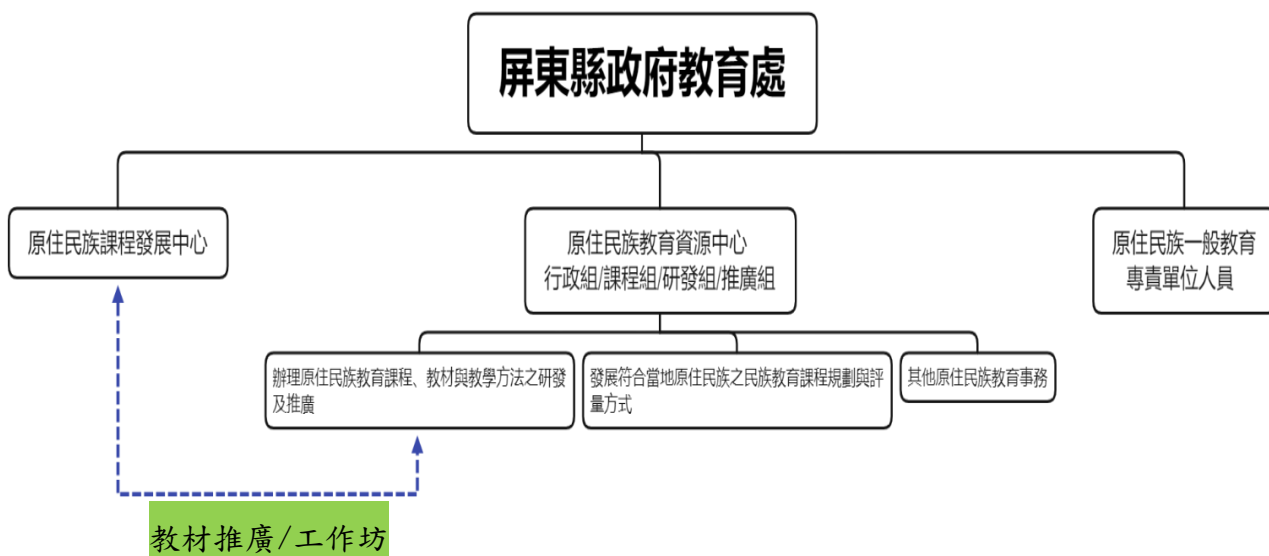 屏東縣政府教育處
原住民族課程發展中心
原住民族教育資源中心
行政組/課程組/研發組/推廣組
原住民族一般教育
專責單位人員
辦理原住民族教育課程、教材與教學方法之研發
及推廣
發展符合當地原住民族之民族教育課程規劃與評
量方式
其他原住民族教育事務
教材推廣/工作坊